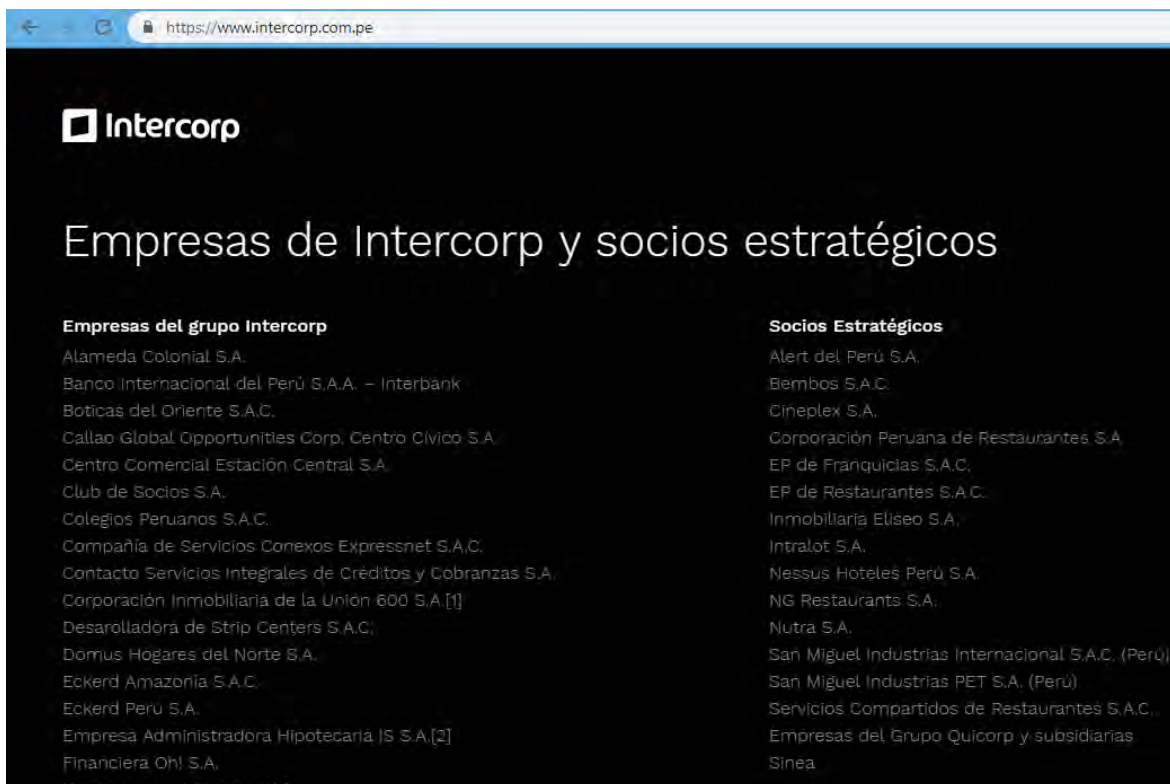 https://www.intercorp.com.pe
Intercorp
Empresas de Intercorp y socios estratégicos
Empresas del grupo Intercorp
Alameda Colonial S.A.
Banco Internacional del Perú S.A.A. – Interbank
Boticas del Oriente S.A.C.
Callao Global Opportunities Corp. Centro Cívico S.A.
Centro Comercial Estación Central S.A.
Club de Socios S.A.
Colegios Peruanos S.A.C.
Compañía de Servicios Conexos Expressnet S.A.C.
Contacto Servicios Integrales de Créditos y Cobranzas S.A.
Corporación Inmobiliaria de la Unión 600 S.A.[1]
Desarolladora de Strip Centers S.A.C.
Domus Hogares del Norte S.A.
Eckerd Amazonía S.A.C.
Eckerd Perú S.A.
Empresa Administradora Hipotecaria IS S.A.[2]
Financiera Oh! S.A.
Socios Estratégicos
Alert del Perú S.A.
Bembos S.A.C.
Cineplex S.A.
Corporación Peruana de Restaurantes S.A.
EP de Franquicias S.A.C.
EP de Restaurantes S.A.C.
Inmobiliaria Eliseo S.A.
Intralot S.A.
Nessus Hoteles Perú S.A.
NG Restaurants S.A.
Nutra S.A.
San Miguel Industrias Internacional S.A.C. (Perú)
San Miguel Industrias PET S.A. (Perú)
Servicios Compartidos de Restaurantes S.A.C.
Empresas del Grupo Quicorp y subsidiarias
Sinea